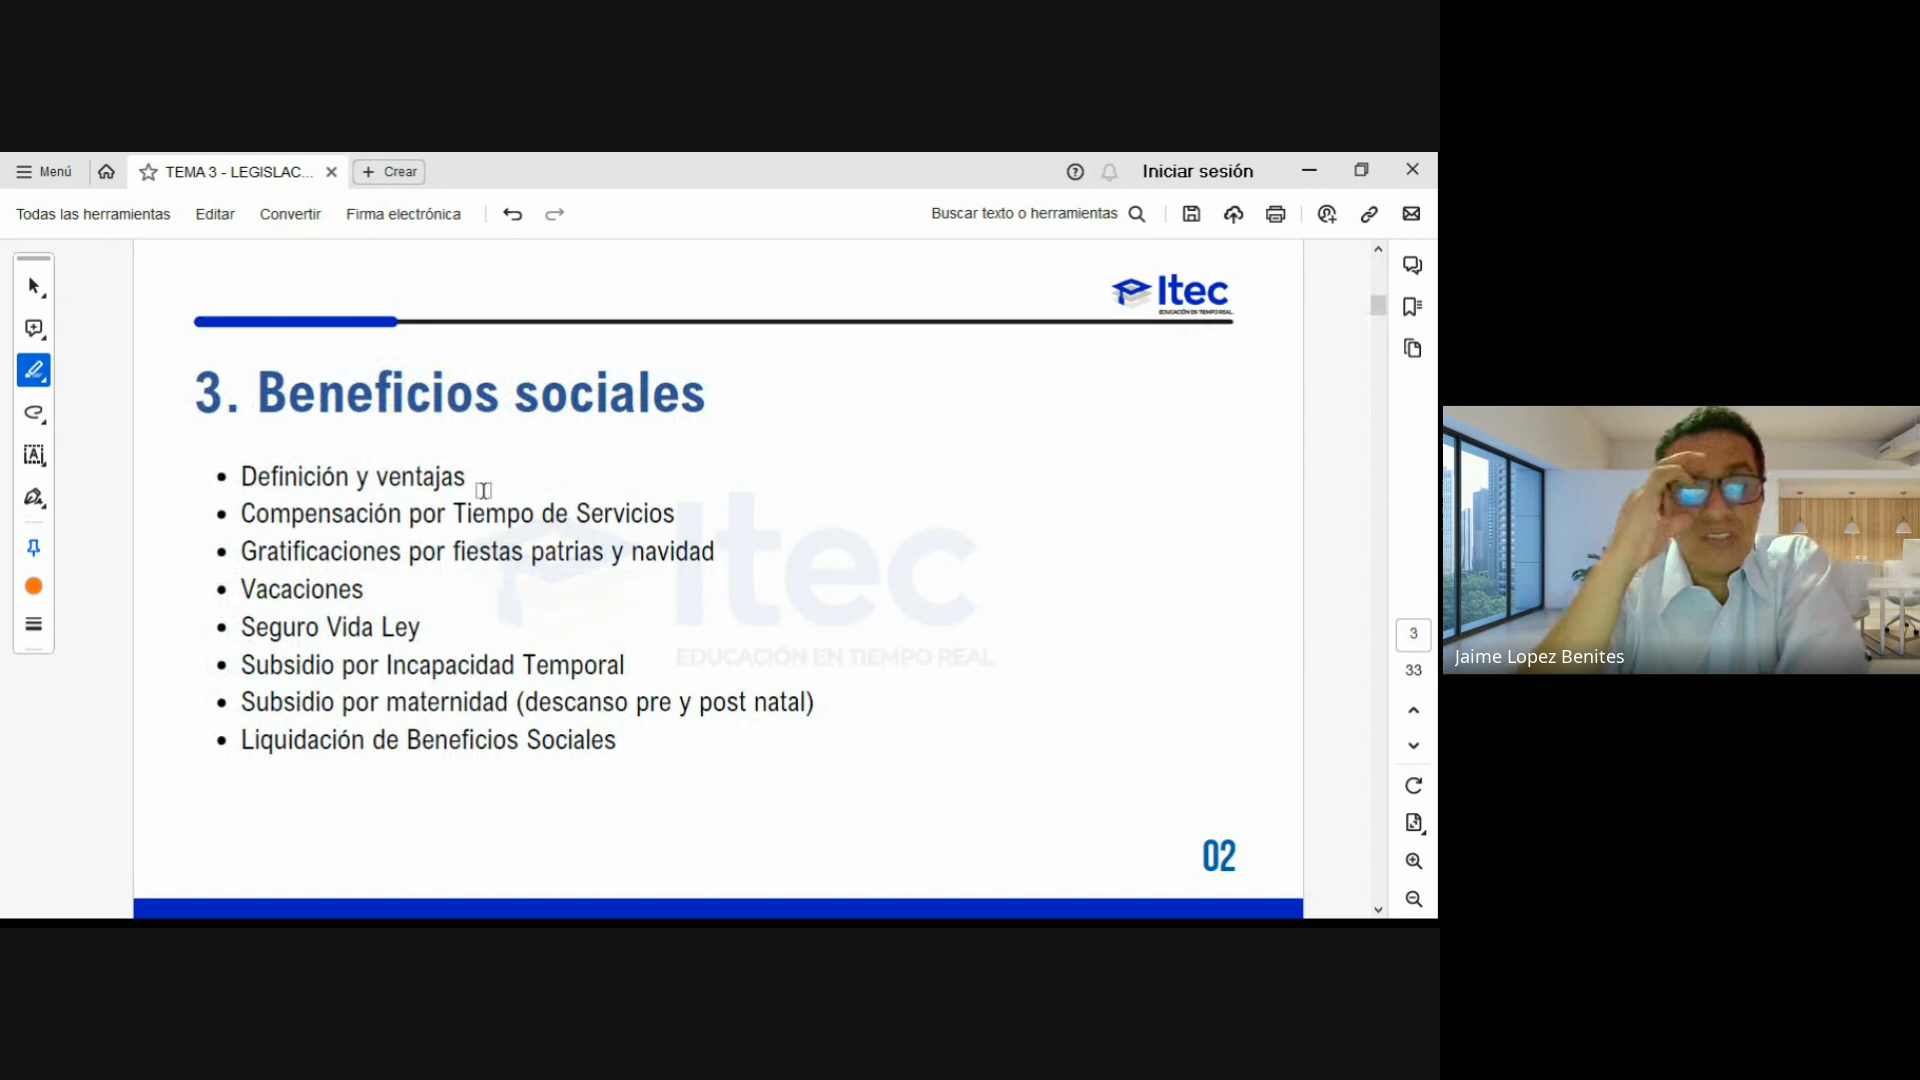 Menú
TEMA 3 - LEGISLAC...
Crear
Iniciar sesión
Todas las herramientas
Editar
Convertir
Firma electrónica
Buscar texto o herramientas
Itec
EDUCACIÓN EN TIEMPO REAL
3. Beneficios sociales
• Definición y ventajas
• Compensación por Tiempo de Servicios
• Gratificaciones por fiestas patrias y navidad
• Vacaciones
• Seguro Vida Ley
• Subsidio por Incapacidad Temporal
• Subsidio por maternidad (descanso pre y post natal)
• Liquidación de Beneficios Sociales
Itec
EDUCACIÓN EN TIEMPO REAL
02
3
33
Jaime Lopez Benites